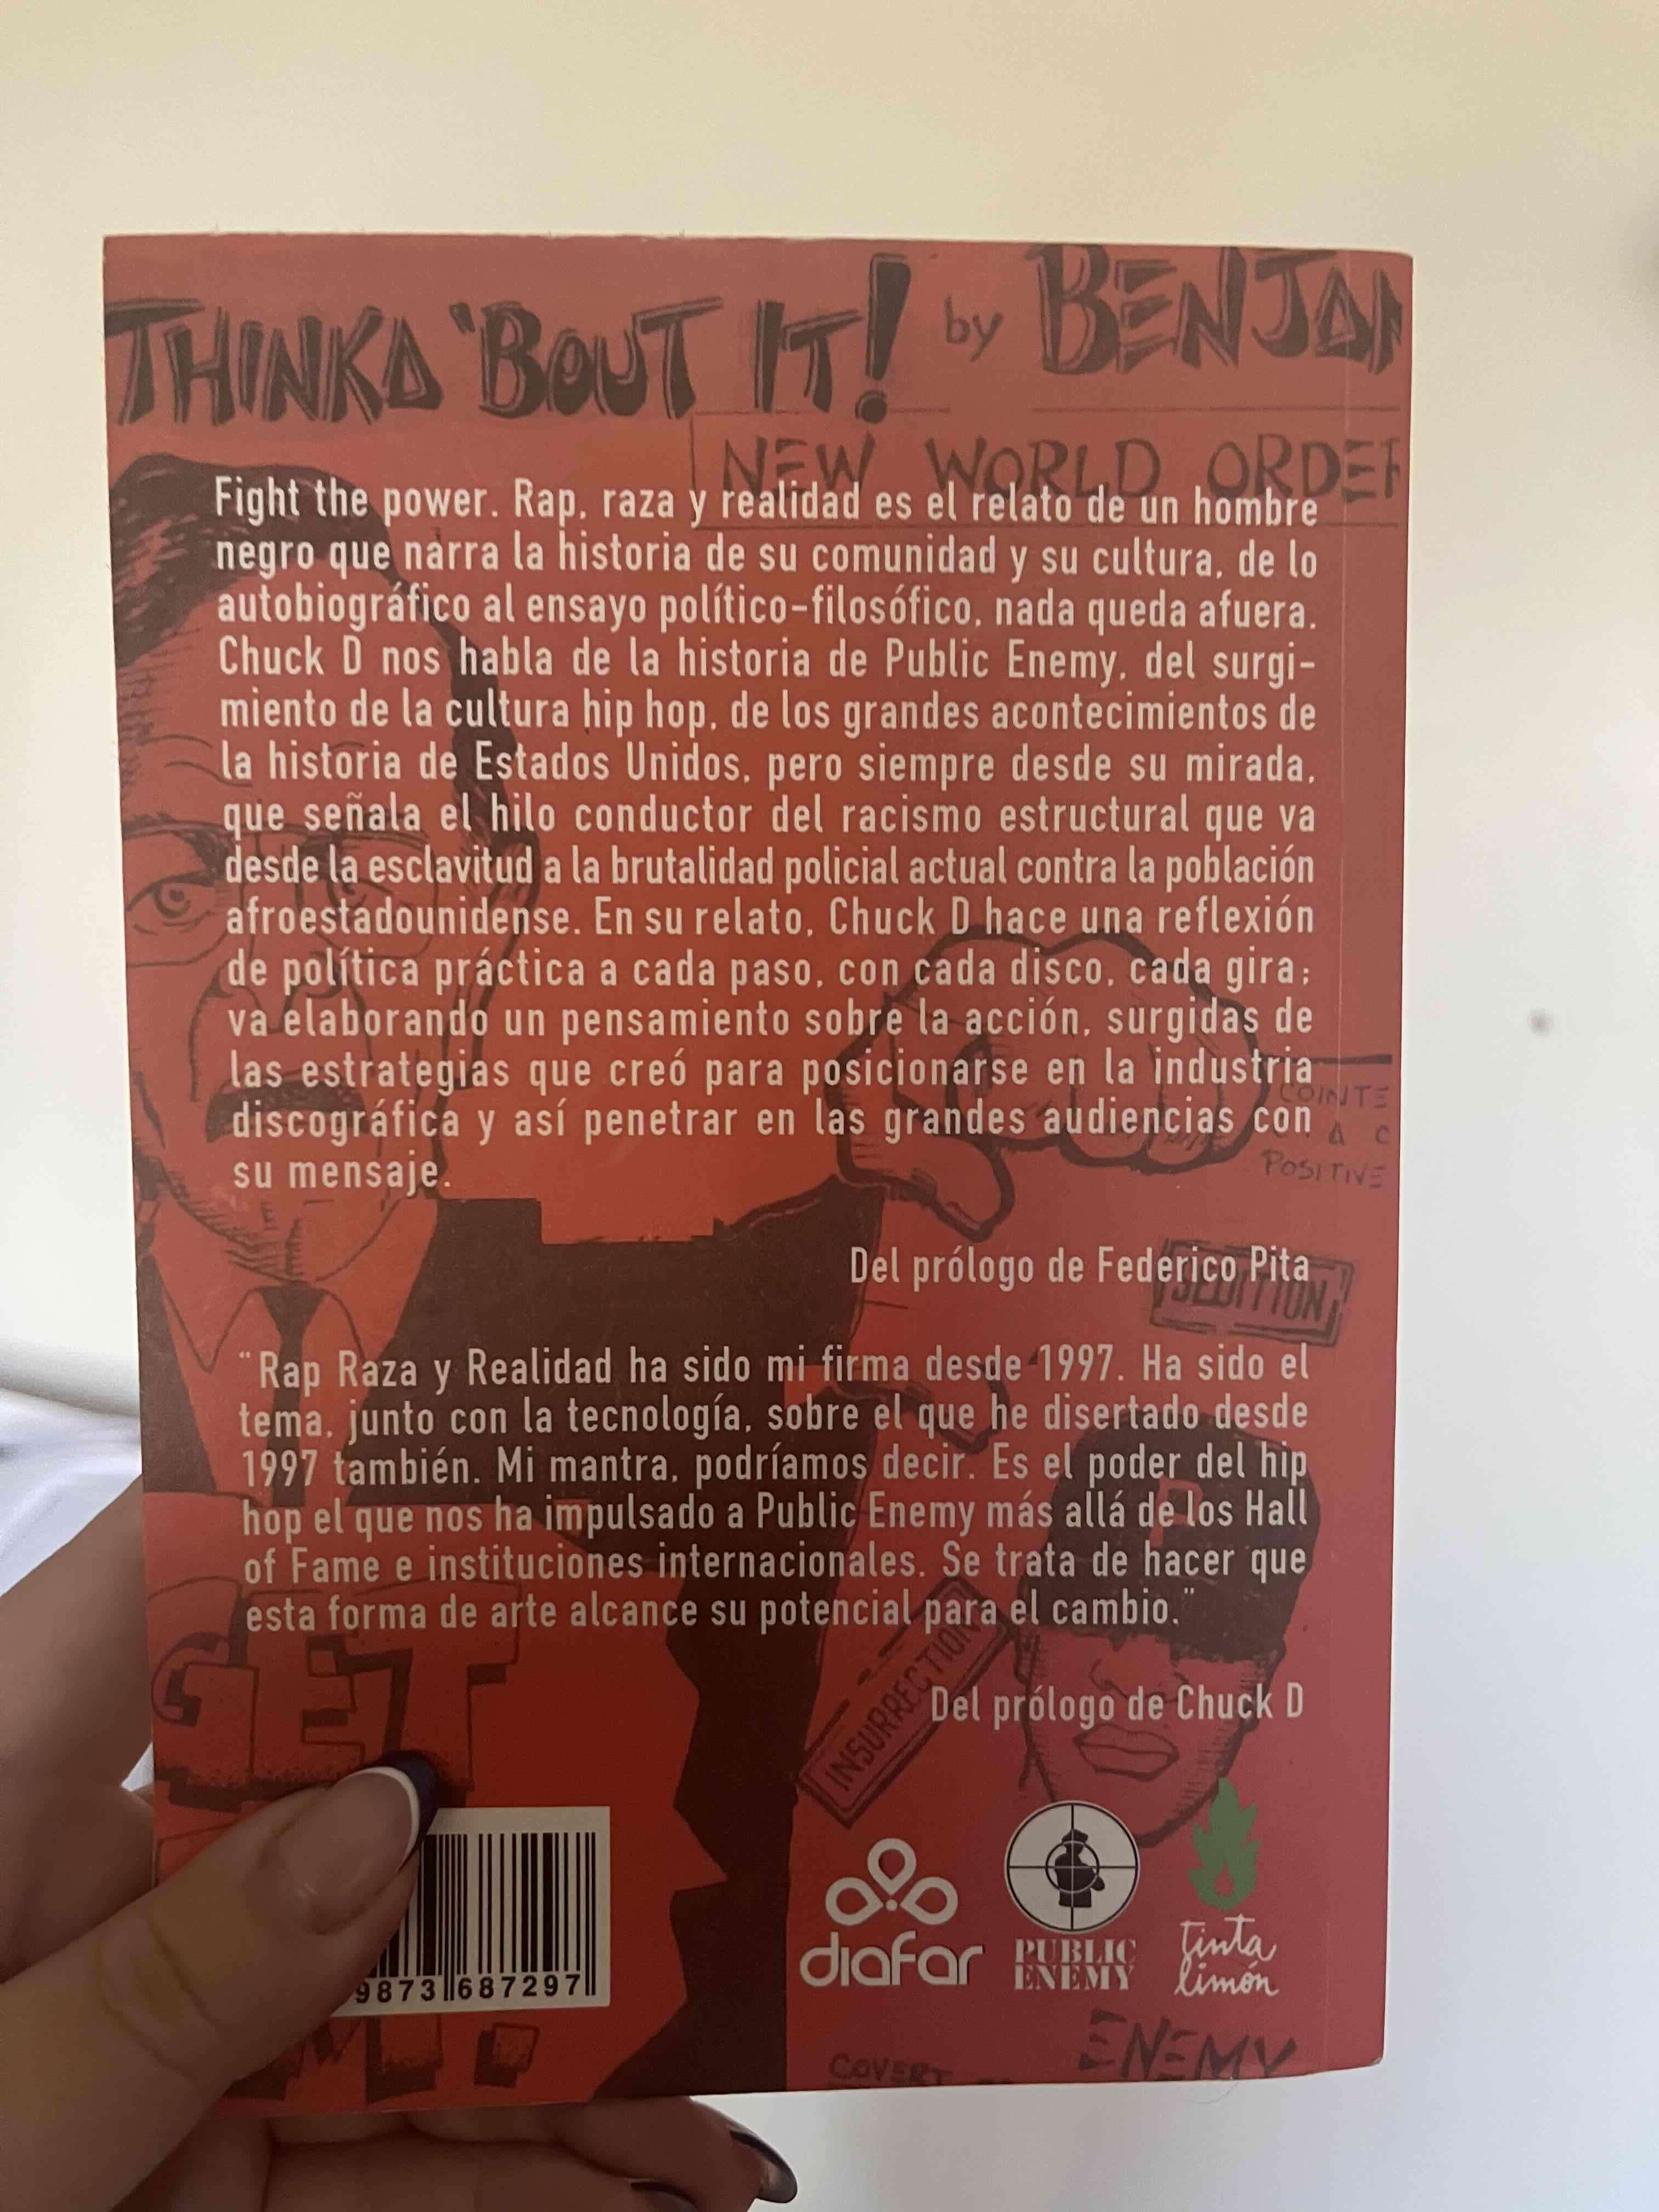 THINKA 'BOUT IT! by BENJAM
NEW WORLD ORDER
Fight the power. Rap, raza y realidad es el relato de un hombre
negro que narra la historia de su comunidad y su cultura, de lo
autobiográfico al ensayo político-filosófico, nada queda afuera.
Chuck D nos habla de la historia de Public Enemy, del surgi-
miento de la cultura hip hop, de los grandes acontecimientos de
la historia de Estados Unidos, pero siempre desde su mirada,
que señala el hilo conductor del racismo estructural que va
desde la esclavitud a la brutalidad policial actual contra la población
afroestadounidense. En su relato, Chuck D hace una reflexión
de política práctica a cada paso, con cada disco, cada gira;
va elaborando un pensamiento sobre la acción, surgidas de
las estrategias que creó para posicionarse en la industria
discográfica y así penetrar en las grandes audiencias con
su mensaje.
COINTE
A C
POSITIVE
Del prólogo de Federico Pita
SEDITION
"Rap Raza y Realidad ha sido mi firma desde 1997. Ha sido el
tema, junto con la tecnología, sobre el que he disertado desde
1997 también. Mi mantra, podríamos decir. Es el poder del hip
hop el que nos ha impulsado a Public Enemy más allá de los Hall
of Fame e instituciones internacionales. Se trata de hacer que
esta forma de arte alcance su potencial para el cambio."
INSURRECTION
Del prólogo de Chuck D
GET
9873 687297
diafar
PUBLIC
ENEMY
tinta
limón
COVERT
ENEMY